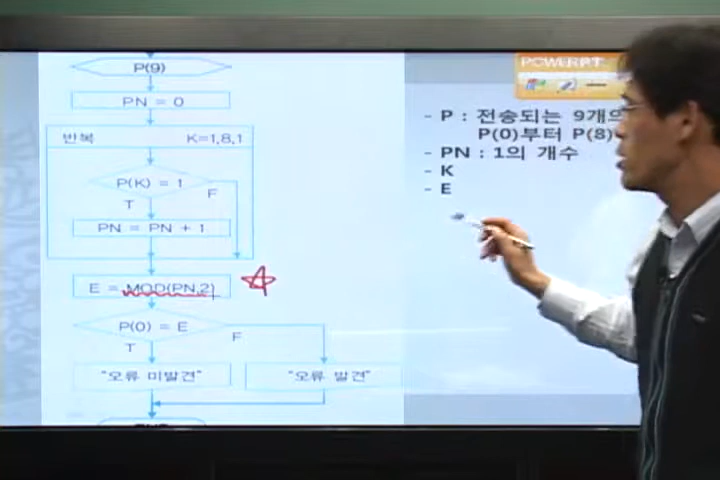 P(9)
PN = 0
반복 K=1,8,1
P(K) = 1
T F
PN = PN + 1
E = MOD(PN,2)
P(0) = E
T F
"오류 미발견" "오류 발견"
POWERPT
- P : 전송되는 9개의
P(0)부터 P(8)
- PN : 1의 개수
- K
- E